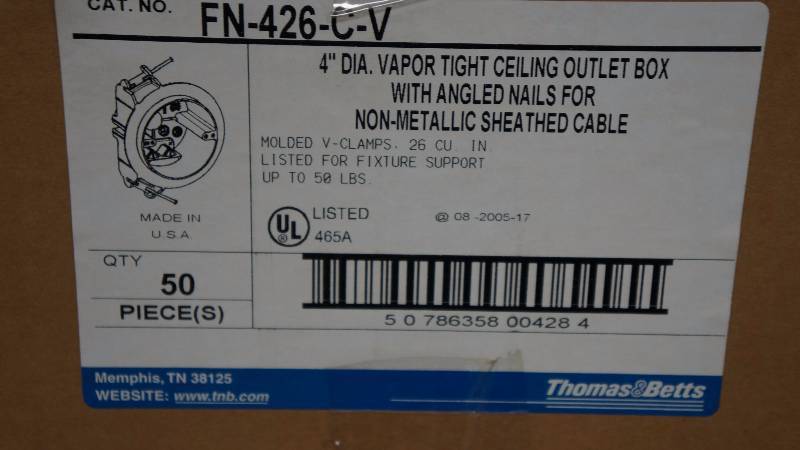 CAT. NO. FN-426-C-V
4" DIA. VAPOR TIGHT CEILING OUTLET BOX
WITH ANGLED NAILS FOR
NON-METALLIC SHEATHED CABLE
MOLDED V-CLAMPS. 26 CU. IN.
LISTED FOR FIXTURE SUPPORT
UP TO 50 LBS.
MADE IN
U.S.A.
UL ® LISTED
465A
@ 08-2005-17
QTY
50
PIECE(S)
5 0 786358 00428 4
Memphis, TN 38125
WEBSITE: www.tnb.com
Thomas&Betts